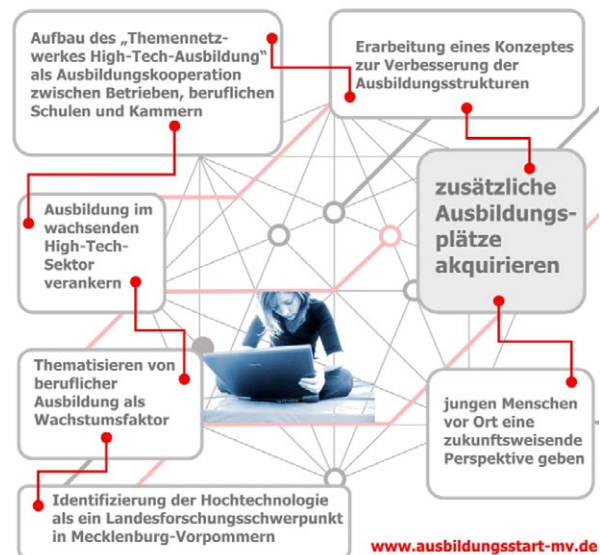 Aufbau des „Themennetz-
werkes High-Tech-Ausbildung“
als Ausbildungskooperation
zwischen Betrieben, beruflichen
Schulen und Kammern
Erarbeitung eines Konzeptes
zur Verbesserung der
Ausbildungsstrukturen
zusätzliche
Ausbildungs-
plätze
akquirieren
Ausbildung im
wachsenden
High-Tech-
Sektor
verankern
Thematisieren von
beruflicher
Ausbildung als
Wachstumsfaktor
jungen Menschen
vor Ort eine
zukunftsweisende
Perspektive geben
Identifizierung der Hochtechnologie
als ein Landesforschungsschwerpunkt
in Mecklenburg-Vorpommern
www.ausbildungsstart-mv.de